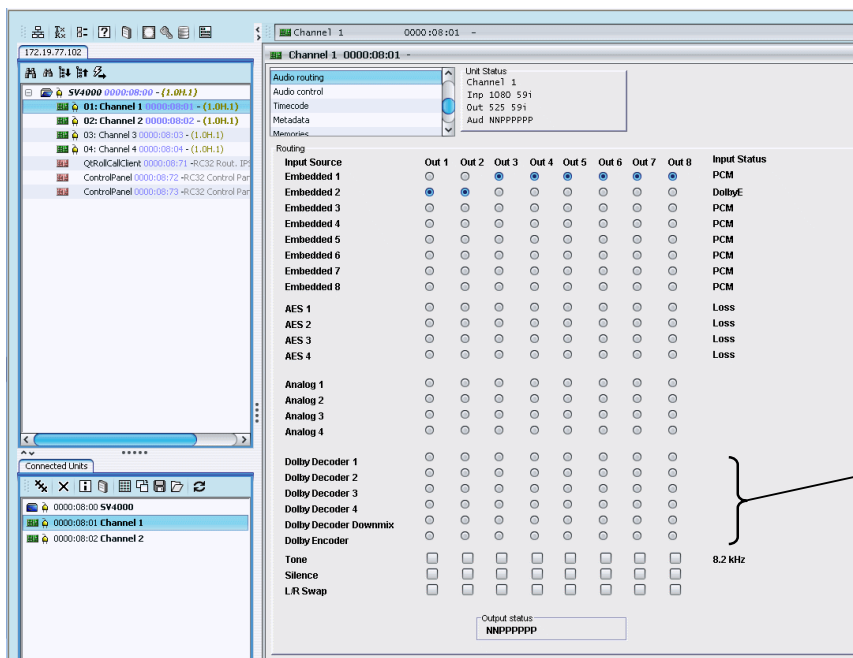 Channel 1 0000:08:01 -
172.19.77.102
Channel 1 0000:08:01 -
SV4000 0000:08:00 - (1.0H.1)
01: Channel 1 0000:08:01 - (1.0H.1)
02: Channel 2 0000:08:02 - (1.0H.1)
03: Channel 3 0000:08:03 - (1.0H.1)
04: Channel 4 0000:08:04 - (1.0H.1)
QtRollCallClient 0000:08:71 -RC32 Rout. IPS
ControlPanel 0000:08:72 -RC32 Control Par
ControlPanel 0000:08:73 -RC32 Control Par
Connected Units
0000:08:00 SV4000
0000:08:01 Channel 1
0000:08:02 Channel 2
Audio routing
Audio control
Timecode
Metadata
Memories
Unit Status
Channel 1
Inp 1080 59i
Out 525 59i
Aud NNPPPPPP
Routing
Input Source Out 1 Out 2 Out 3 Out 4 Out 5 Out 6 Out 7 Out 8 Input Status
Embedded 1 PCM
Embedded 2 DolbyE
Embedded 3 PCM
Embedded 4 PCM
Embedded 5 PCM
Embedded 6 PCM
Embedded 7 PCM
Embedded 8 PCM
AES 1 Loss
AES 2 Loss
AES 3 Loss
AES 4 Loss
Analog 1
Analog 2
Analog 3
Analog 4
Dolby Decoder 1
Dolby Decoder 2
Dolby Decoder 3
Dolby Decoder 4
Dolby Decoder Downmix
Dolby Encoder
Tone 8.2 kHz
Silence
L/R Swap
Output status
NNPPPPPP